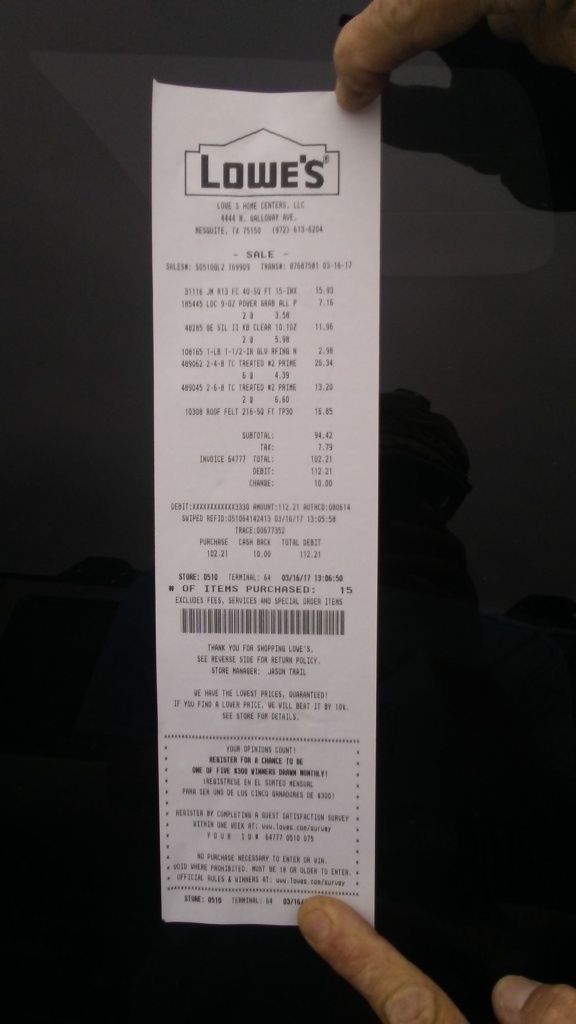 LOWE'S®
LOWE'S HOME CENTERS, LLC
4444 N. GALLOWAY AVE.
MESQUITE, TX 75150 (972) 613-6204
- SALE -
SALES#: S0510GL2 169909 TRANS#: 87687501 03-16-17
31116 JM R13 FC 40-SQ FT 15-INX 15.93
185445 LOC 9-OZ POWER GRAB ALL P 7.16
2 @ 3.58
48285 GE SIL II KB CLEAR 10.1OZ 11.96
2 @ 5.98
108165 1-LB 1-1/2-IN GLV RFING N 2.98
489062 2-4-8 TC TREATED #2 PRIME 26.34
6 @ 4.39
489045 2-6-8 TC TREATED #2 PRIME 13.20
2 @ 6.60
10308 ROOF FELT 216-SQ FT TP30 16.85
SUBTOTAL: 94.42
TAX: 7.79
INVOICE 64777 TOTAL: 102.21
DEBIT: 112.21
CHANGE: 10.00
DEBIT:XXXXXXXXXXXX3330 AMOUNT:112.21 AUTHCD:080614
SWIPED REFID:051064142413 03/16/17 13:05:58
TRACE:00677352
PURCHASE CASH BACK TOTAL DEBIT
102.21 10.00 112.21
STORE: 0510 TERMINAL: 64 03/16/17 13:06:50
# OF ITEMS PURCHASED: 15
EXCLUDES FEES, SERVICES AND SPECIAL ORDER ITEMS
THANK YOU FOR SHOPPING LOWE'S.
SEE REVERSE SIDE FOR RETURN POLICY.
STORE MANAGER: JASON TRAIL
WE HAVE THE LOWEST PRICES, GUARANTEED!
IF YOU FIND A LOWER PRICE, WE WILL BEAT IT BY 10%.
SEE STORE FOR DETAILS.
YOUR OPINIONS COUNT!
REGISTER FOR A CHANCE TO BE
ONE OF FIVE $300 WINNERS DRAWN MONTHLY!
¡REGISTRESE EN EL SORTEO MENSUAL
PARA SER UNO DE LOS CINCO GANADORES DE $300!
REGISTER BY COMPLETING A GUEST SATISFACTION SURVEY
WITHIN ONE WEEK AT: www.lowes.com/survey
Y O U R I D # 64777 0510 075
NO PURCHASE NECESSARY TO ENTER OR WIN.
VOID WHERE PROHIBITED. MUST BE 18 OR OLDER TO ENTER.
OFFICIAL RULES & WINNERS AT: www.lowes.com/survey
STORE: 0510 TERMINAL: 64 03/16/